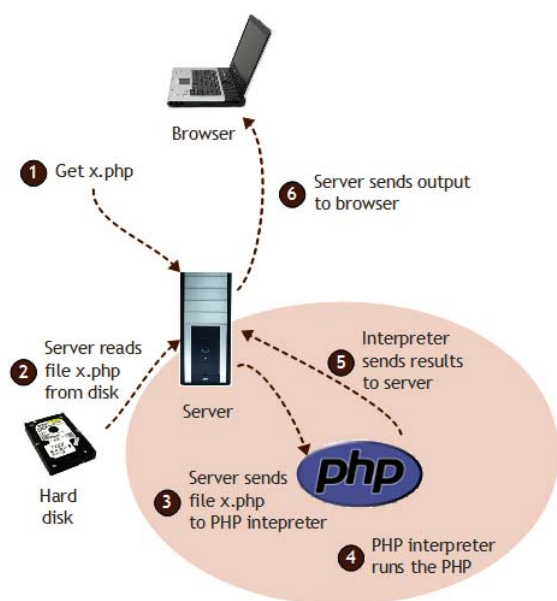 Browser
1 Get x.php
6 Server sends output
to browser
2 Server reads
file x.php
from disk
Server
5 Interpreter
sends results
to server
Hard
disk
3 Server sends
file x.php
to PHP intepreter
php
4 PHP interpreter
runs the PHP